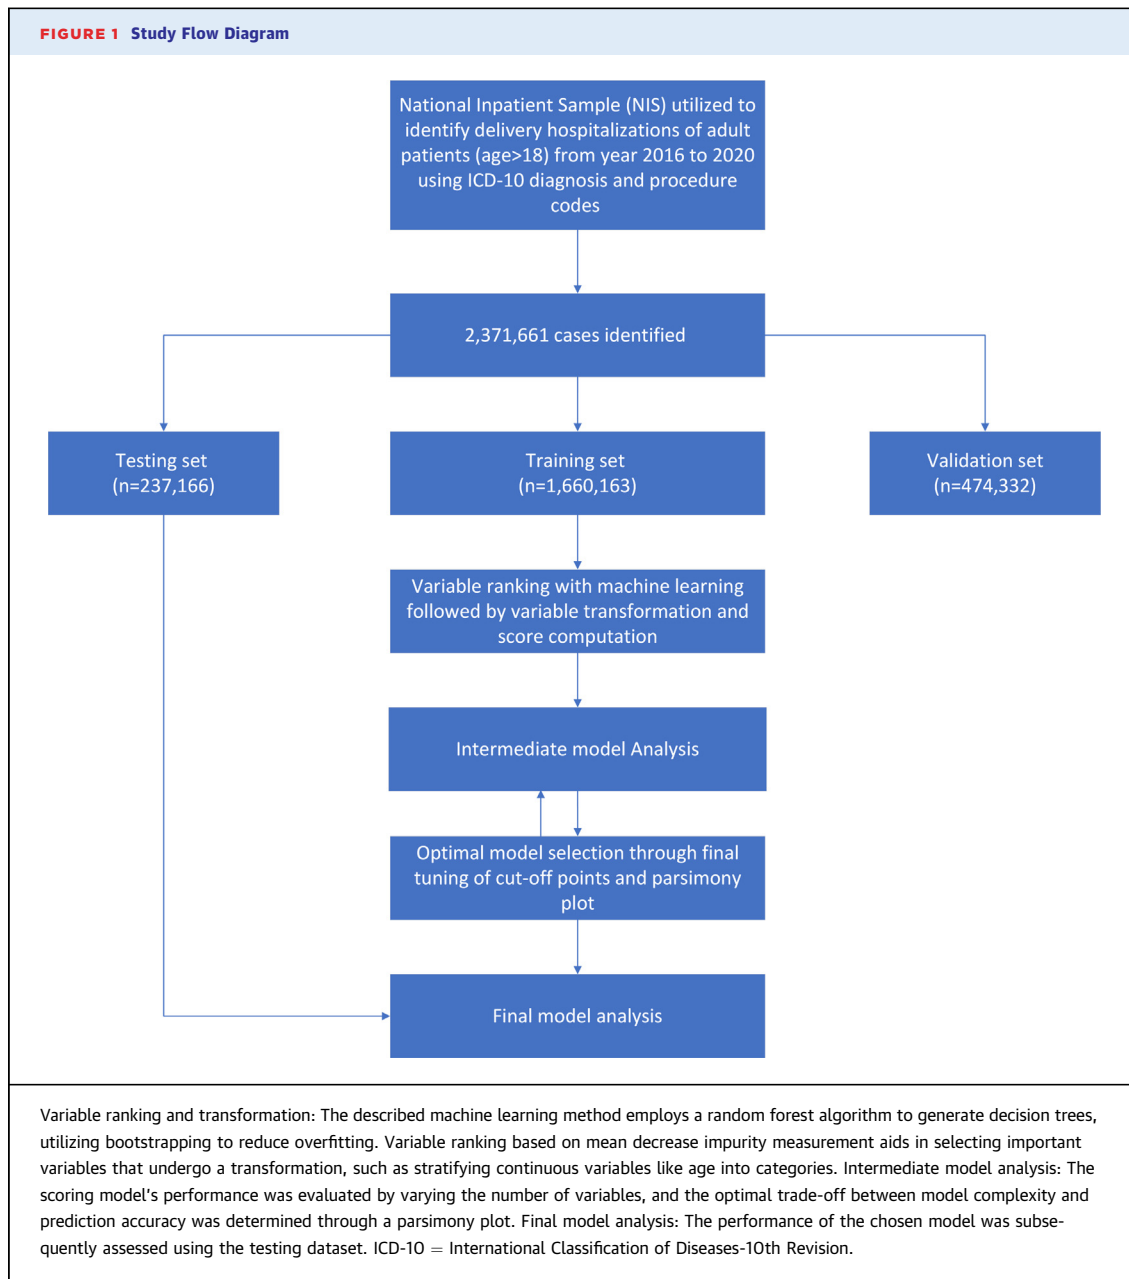 FIGURE 1 Study Flow Diagram
National Inpatient Sample (NIS) utilized to
identify delivery hospitalizations of adult
patients (age>18) from year 2016 to 2020
using ICD-10 diagnosis and procedure
codes
2,371,661 cases identified
Testing set
(n=237,166)
Training set
(n=1,660,163)
Validation set
(n=474,332)
Variable ranking with machine learning
followed by variable transformation and
score computation
Intermediate model Analysis
Optimal model selection through final
tuning of cut-off points and parsimony
plot
Final model analysis
Variable ranking and transformation: The described machine learning method employs a random forest algorithm to generate decision trees,
utilizing bootstrapping to reduce overfitting. Variable ranking based on mean decrease impurity measurement aids in selecting important
variables that undergo a transformation, such as stratifying continuous variables like age into categories. Intermediate model analysis: The
scoring model's performance was evaluated by varying the number of variables, and the optimal trade-off between model complexity and
prediction accuracy was determined through a parsimony plot. Final model analysis: The performance of the chosen model was subse-
quently assessed using the testing dataset. ICD-10 = International Classification of Diseases-10th Revision.